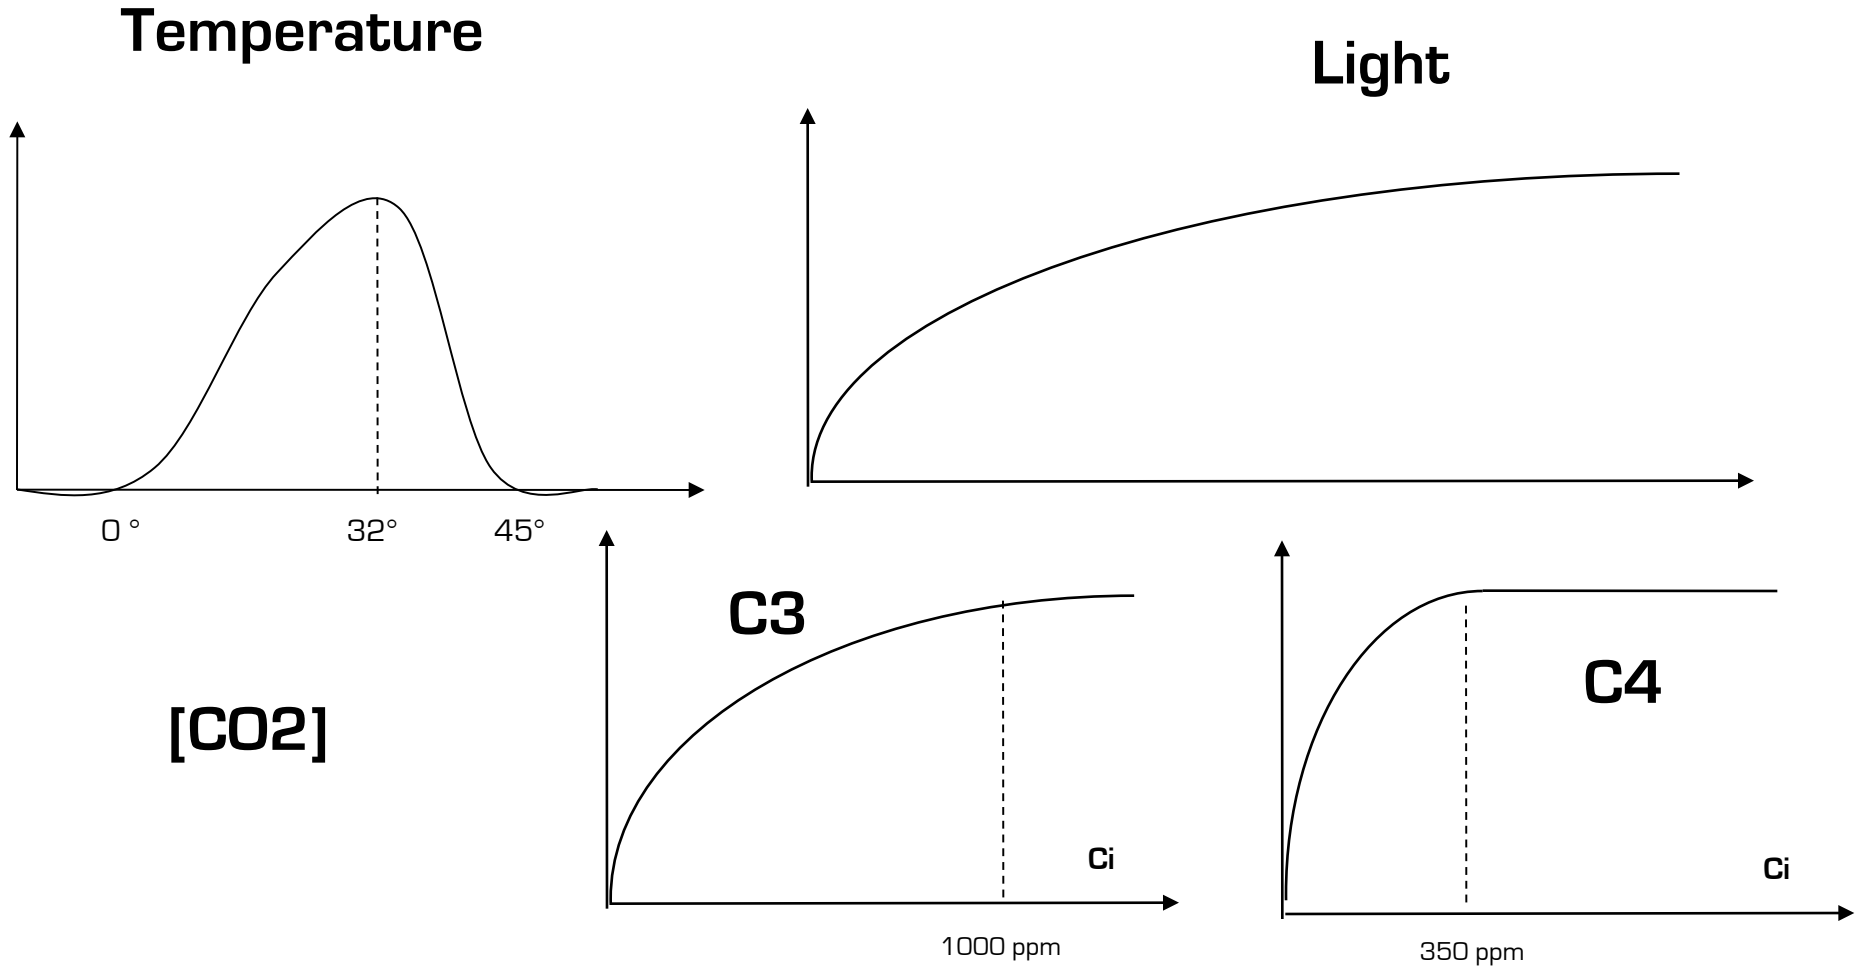 Temperature
Light
0 °
32°
45°
C3
C4
[CO2]
Ci
Ci
1000 ppm
350 ppm